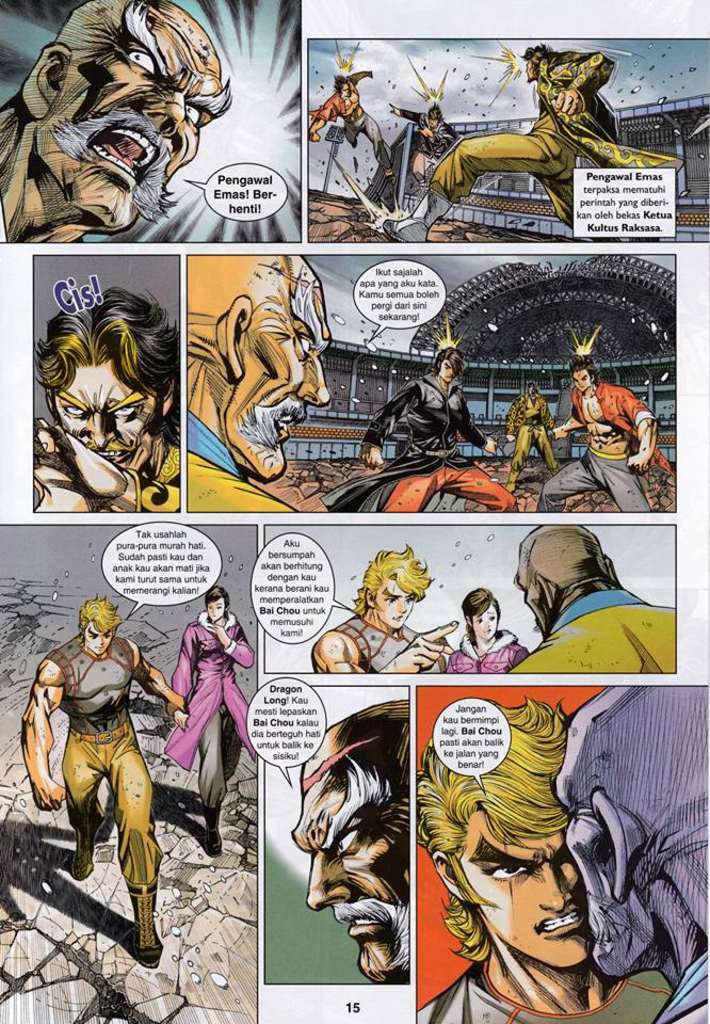 Pengawal
Emas! Ber-
henti!
Pengawal Emas
terpaksa mematuhi
perintah yang diberi-
kan oleh bekas Ketua
Kultus Raksasa.
Cis!
Ikut sajalah
apa yang aku kata.
Kamu semua boleh
pergi dari sini
sekarang!
Tak usahlah
pura-pura murah hati.
Sudah pasti kau dan
anak kau akan mati jika
kami turut sama untuk
memerangi kalian!
Aku
bersumpah
akan berhitung
dengan kau
kerana berani kau
memperalatkan
Bai Chou untuk
memusuhi
kami!
Dragon
Long! Kau
mesti lepaskan
Bai Chou kalau
dia berteguh hati
untuk balik ke
sisiku!
Jangan
kau bermimpi
lagi. Bai Chou
pasti akan balik
ke jalan yang
benar!
15